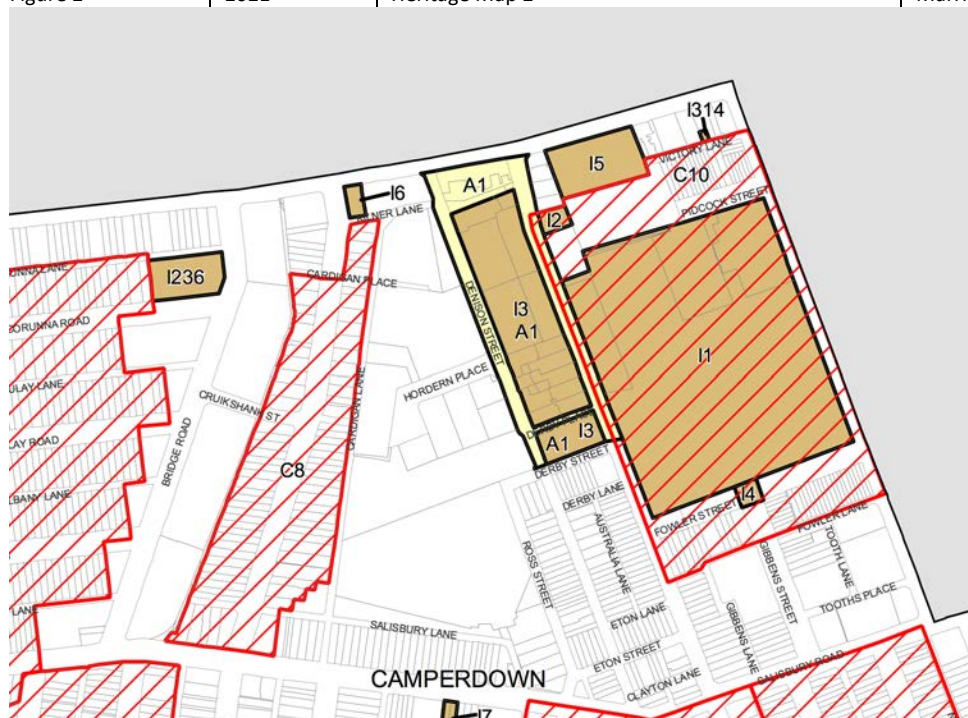 Figure 2 2021 Heritage Map 2
I314
I5
VICTORY LANE
C10
A1
I6
PIDCOCK STREET
I2
I236
CARDIGAN PLACE
I3
A1
DENISON STREET
CORUNNA ROAD
I1
HORDERN PLACE
CARDIGAN LANE
CRUIKSHANK ST
BRIDGE ROAD
A1
I3
DERBY STREET
C8
DERBY LANE
I4
FOWLER STREET
FOWLER LANE
AUSTRALIA LANE
ROSS STREET
GIBBENS STREET
TOOTH LANE
LANE
ETON LANE
TOOTHS PLACE
GIBBENS LANE
SALISBURY LANE
ETON STREET
SALISBURY ROAD
CLAYTON LANE
CAMPERDOWN
I7